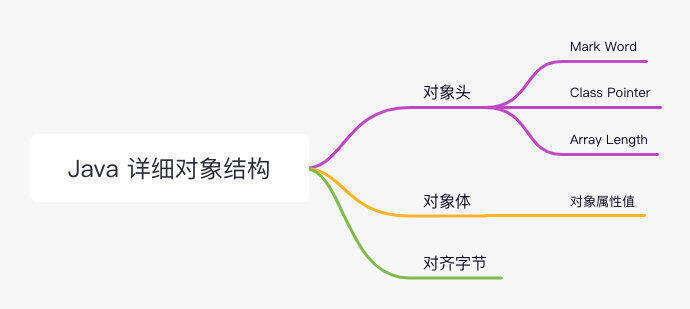 Java 详细对象结构
对象头
Mark Word
Class Pointer
Array Length
对象体
对象属性值
对齐字节